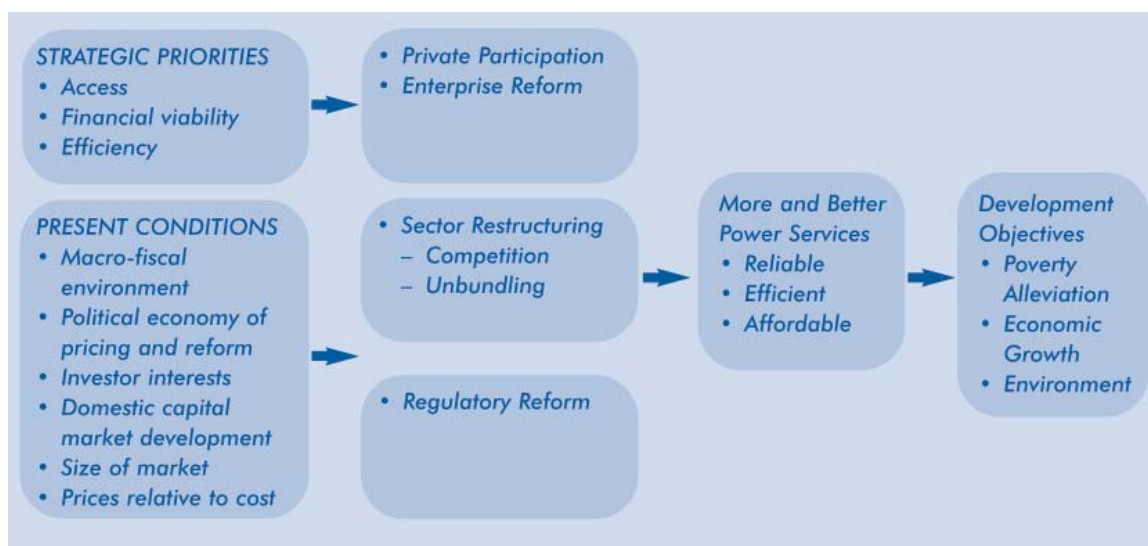 STRATEGIC PRIORITIES
• Access
• Financial viability
• Efficiency
PRESENT CONDITIONS
• Macro-fiscal
environment
• Political economy of
pricing and reform
• Investor interests
• Domestic capital
market development
• Size of market
• Prices relative to cost
• Private Participation
• Enterprise Reform
• Sector Restructuring
– Competition
– Unbundling
• Regulatory Reform
More and Better
Power Services
• Reliable
• Efficient
• Affordable
Development
Objectives
• Poverty
Alleviation
• Economic
Growth
• Environment